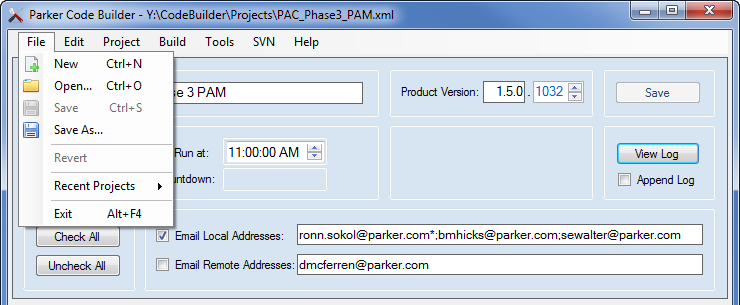 Parker Code Builder - Y:\CodeBuilder\Projects\PAC_Phase3_PAM.xml
File Edit Project Build Tools SVN Help
New Ctrl+N
Open... Ctrl+O
Save Ctrl+S
Save As...
Revert
Recent Projects
Exit Alt+F4
3 PAM Product Version: 1.5.0 . 1032 Save
Run at: 11:00:00 AM View Log
Append Log
Check All Email Local Addresses: ronn.sokol@parker.com*;bmhicks@parker.com;sewalter@parker.com
Uncheck All Email Remote Addresses: dmcferren@parker.com